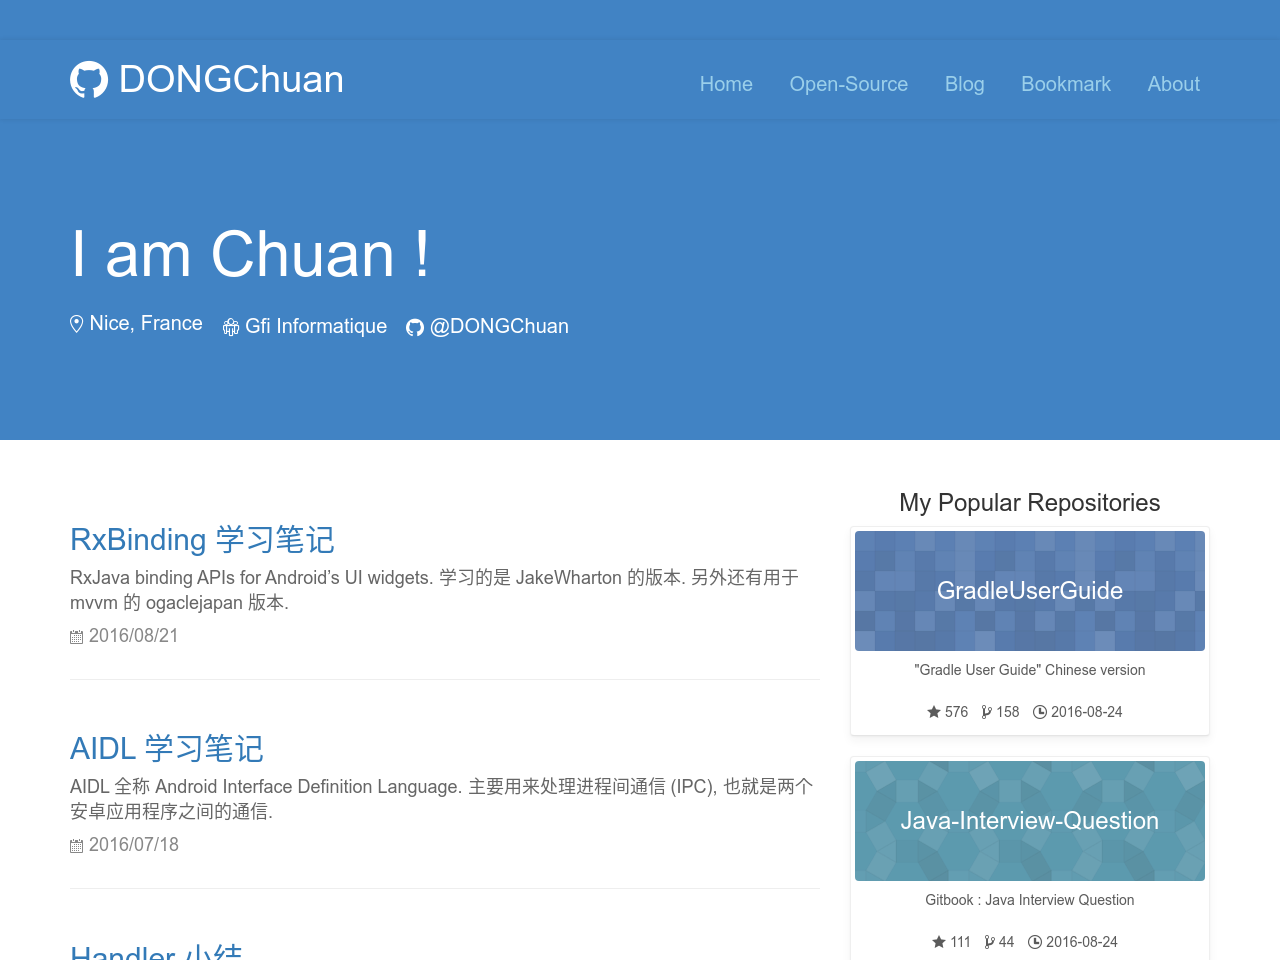 DONGChuan
Home Open-Source Blog Bookmark About
I am Chuan !
Nice, France Gfi Informatique @DONGChuan
RxBinding 学习笔记
RxJava binding APIs for Android’s UI widgets. 学习的是 JakeWharton 的版本. 另外还有用于
mvvm 的 ogaclejapan 版本.
2016/08/21
AIDL 学习笔记
AIDL 全称 Android Interface Definition Language. 主要用来处理进程间通信 (IPC), 也就是两个
安卓应用程序之间的通信.
2016/07/18
Handler 小结
My Popular Repositories
GradleUserGuide
"Gradle User Guide" Chinese version
576 158 2016-08-24
Java-Interview-Question
Gitbook : Java Interview Question
111 44 2016-08-24